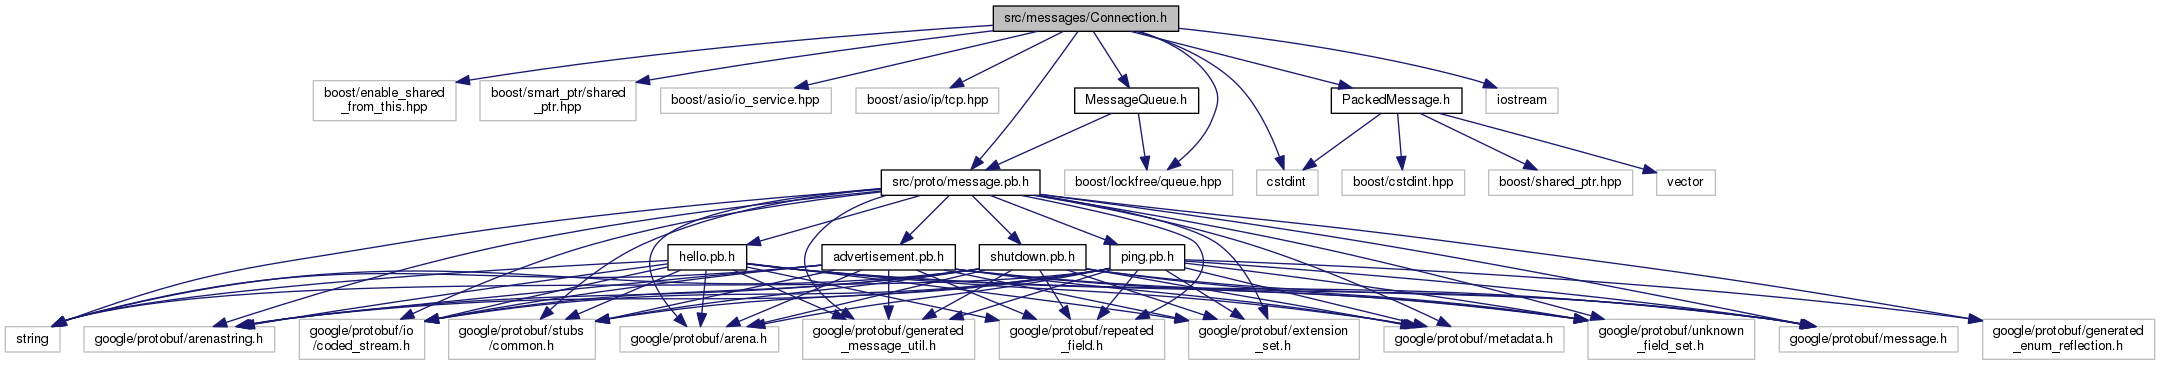 src/messages/Connection.h
boost/enable_shared
_from_this.hpp
boost/smart_ptr/shared
_ptr.hpp
boost/asio/io_service.hpp
boost/asio/ip/tcp.hpp
MessageQueue.h
PackedMessage.h
iostream
src/proto/message.pb.h
boost/lockfree/queue.hpp
cstdint
boost/cstdint.hpp
boost/shared_ptr.hpp
vector
hello.pb.h
advertisement.pb.h
shutdown.pb.h
ping.pb.h
string
google/protobuf/arenastring.h
google/protobuf/io
/coded_stream.h
google/protobuf/stubs
/common.h
google/protobuf/arena.h
google/protobuf/generated
_message_util.h
google/protobuf/repeated
_field.h
google/protobuf/extension
_set.h
google/protobuf/metadata.h
google/protobuf/unknown
_field_set.h
google/protobuf/message.h
google/protobuf/generated
_enum_reflection.h